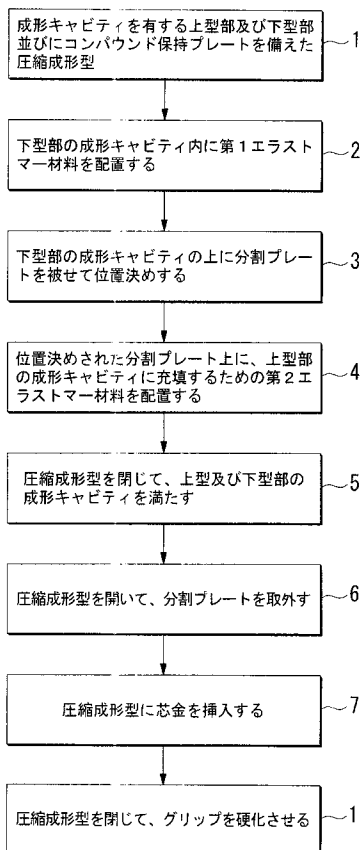 成形キャビティを有する上型部及び下型部
並びにコンパウンド保持プレートを備えた
圧縮成形型
1
下型部の成形キャビティ内に第1エラスト
マー材料を配置する
2
下型部の成形キャビティの上に分割プレー
トを被せて位置決めする
3
位置決めされた分割プレート上に、上型部
の成形キャビティに充填するための第2エ
ラストマー材料を配置する
4
圧縮成形型を閉じて、上型及び下型部の
成形キャビティを満たす
5
圧縮成形型を開いて、分割プレートを取外す
6
圧縮成形型に芯金を挿入する
7
圧縮成形型を閉じて、グリップを硬化させる
1